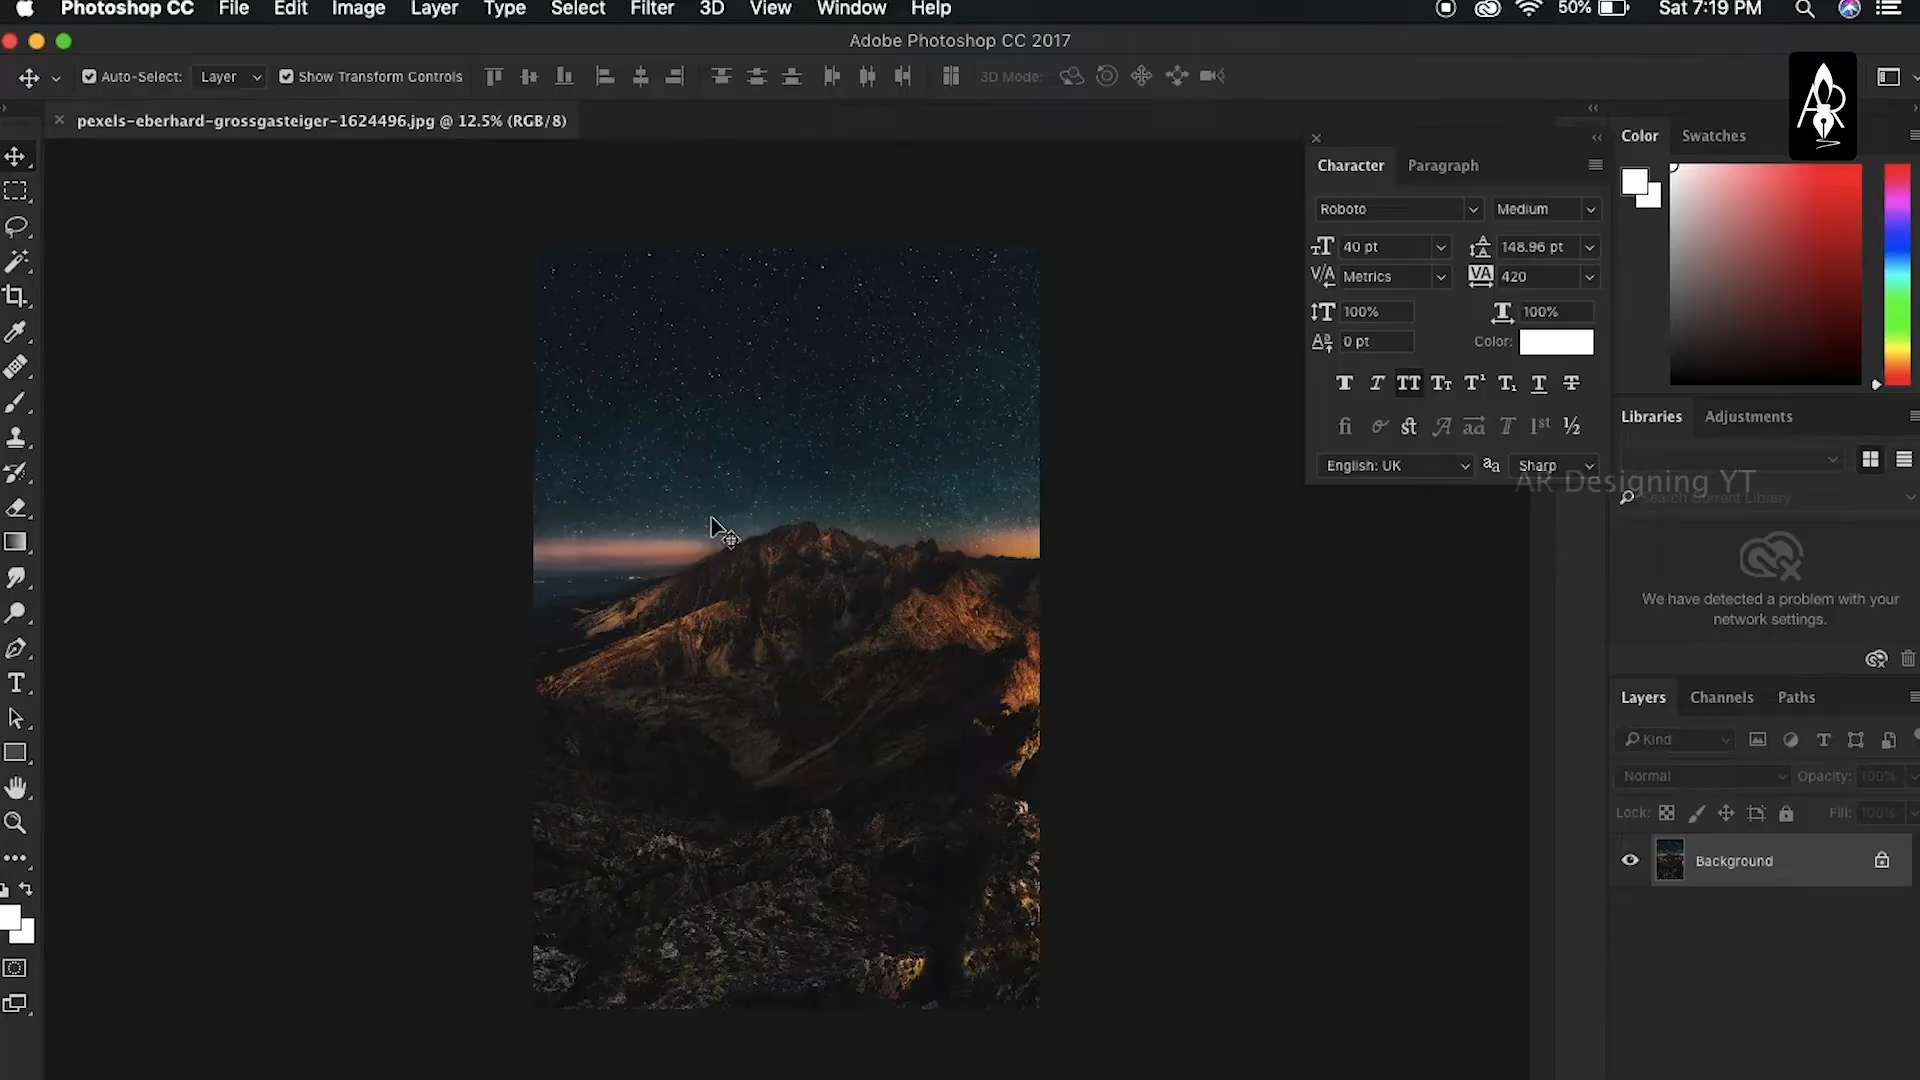 Photoshop CC File Edit Image Layer Type Select Filter 3D View Window Help 50% Sat 7:19 PM
Adobe Photoshop CC 2017
Auto-Select: Layer Show Transform Controls 3D Mode:
AR
pexels-eberhard-grossgasteiger-1624496.jpg @ 12.5% (RGB/8)
Color Swatches
Character Paragraph
Roboto Medium
40 pt 148.96 pt
Metrics 420
100% 100%
0 pt Color:
English: UK Sharp
Libraries Adjustments
AR Designing YT
Search Current Library
We have detected a problem with your
network settings.
Layers Channels Paths
Kind
Normal Opacity: 100%
Lock: Fill: 100%
Background